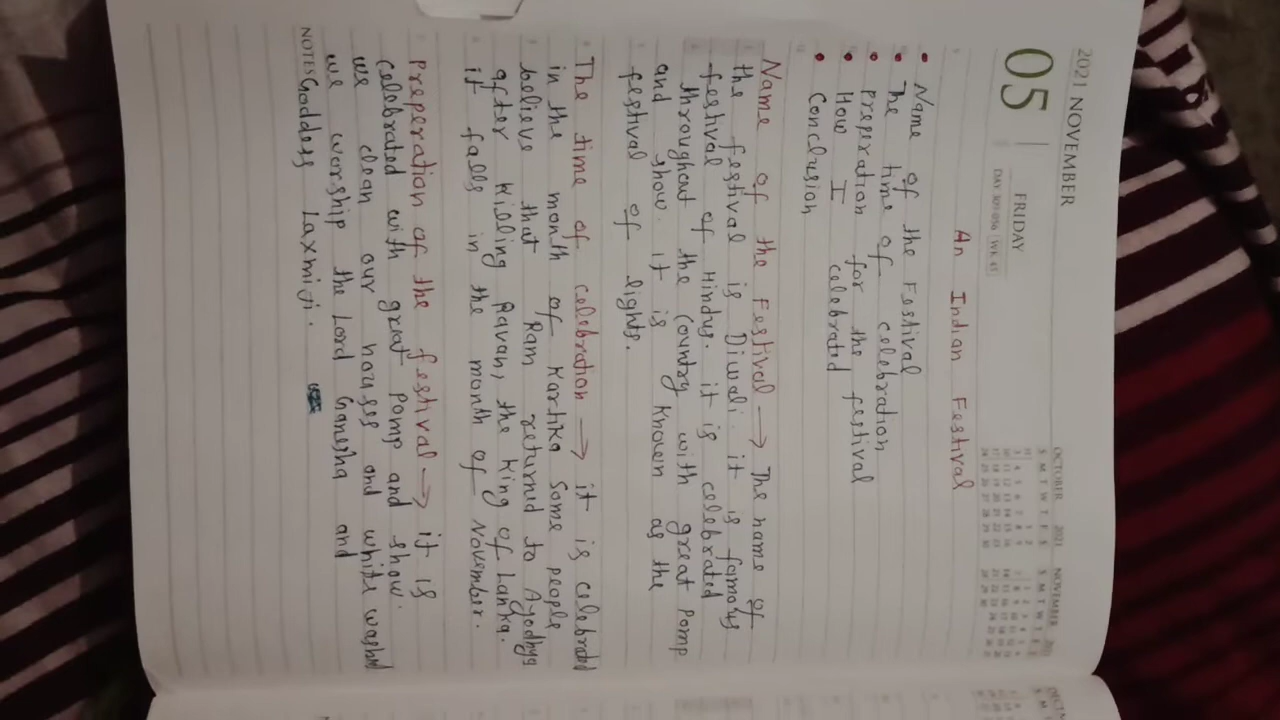 2021 NOVEMBER
05
FRIDAY
OCTOBER 2021
S M T W T F S
NOVEMBER 2021
S M T W T F S
An Indian Festival
• Name of the Festival
• The time of celebration
• preperation for the festival
• How I celebrated
• Conclusion
Name of the Festival → The name of
the festival is Diwali. it is famous
festival of Hindus. it is celebrated
throughout of the country with great Pomp
and show. it is known as the
festival of lights.
The time of celebration → it is celebrated
in the month of Kartika some people
believe that Ram returned to Ayodhya
after killing Ravan, the King of Lanka.
it falls in the month of November.
preperation of the festival → it is
celebrated with great pomp and show.
we clean our houses and white washed
we worship the Lord Ganesha and
NOTES Goddess Laxmiji.